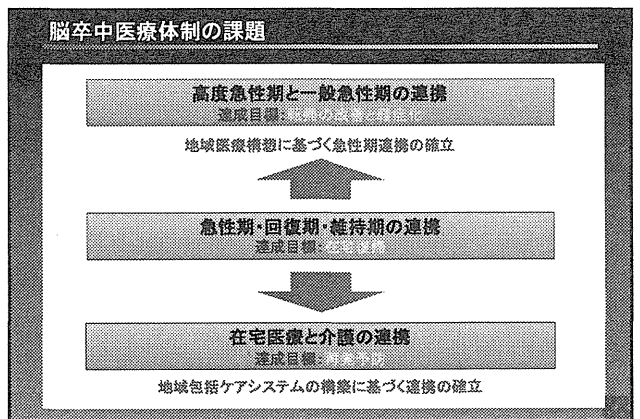 脳卒中医療体制の課題
高度急性期と一般急性期の連携
達成目標:
地域医療構想に基づく急性期連携の確立
急性期・回復期・維持期の連携
達成目標:
在宅医療と介護の連携
達成目標:
地域包括ケアシステムの構築に基づく連携の確立